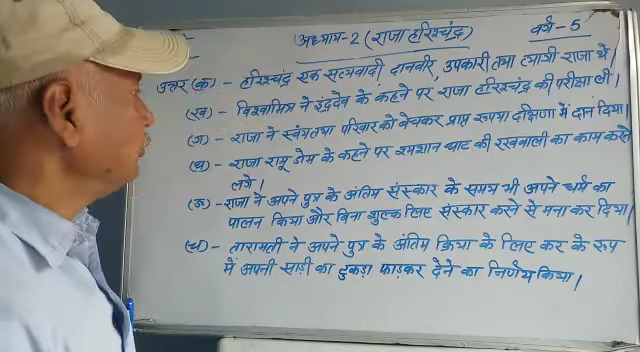 अध्याय-2 (राजा हरिश्चंद्र) वर्ग-5
उत्तर (क) - हरिश्चंद्र एक सत्यवादी दानवीर, उपकारी तथा त्यागी राजा थे।
(ख) - विश्वामित्र ने इंद्रदेव के कहने पर राजा हरिश्चंद्र की परीक्षा ली।
(ग) - राजा ने स्वयं तथा परिवार को बेचकर प्राप्त रूपया दक्षिणा में दान दिया।
(घ) - राजा रामू डोम के कहने पर श्मशान घाट की रखवाली का काम करने
लगे।
(ङ) - राजा ने अपने पुत्र के अंतिम संस्कार के समय भी अपने धर्म का
पालन किया और बिना शुल्क लिए संस्कार करने से मना कर दिया।
(च) - तारामती ने अपने पुत्र के अंतिम क्रिया के लिए कर के रूप
में अपनी साड़ी का टुकड़ा फाड़कर देने का निर्णय किया।